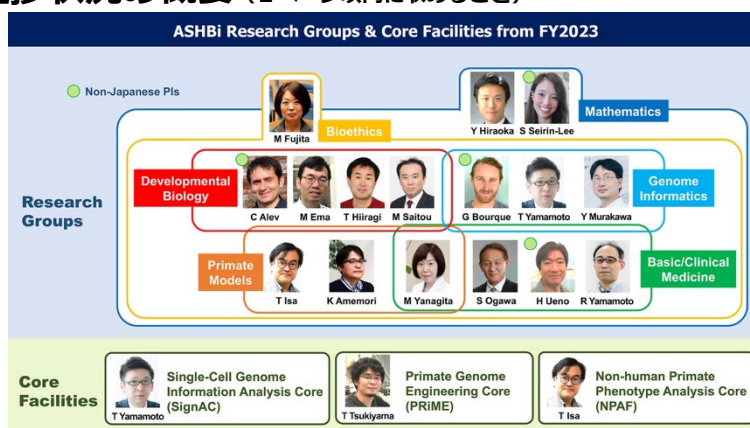 ASHBi Research Groups & Core Facilities from FY2023
Non-Japanese PIs
M Fujita
Bioethics
Y Hiraoka
S Seirin-Lee
Mathematics
Research
Groups
Developmental
Biology
C Alev
M Ema
T Hiiragi
M Saitou
G Bourque
T Yamamoto
Y Murakawa
Genome
Informatics
Primate
Models
T Isa
K Amemori
M Yanagita
S Ogawa
H Ueno
R Yamamoto
Basic/Clinical
Medicine
Core
Facilities
T Yamamoto
Single-Cell Genome
Information Analysis Core
(SignAC)
T Tsukiyama
Primate Genome
Engineering Core
(PRiME)
T Isa
Non-human Primate
Phenotype Analysis Core
(NPAF)